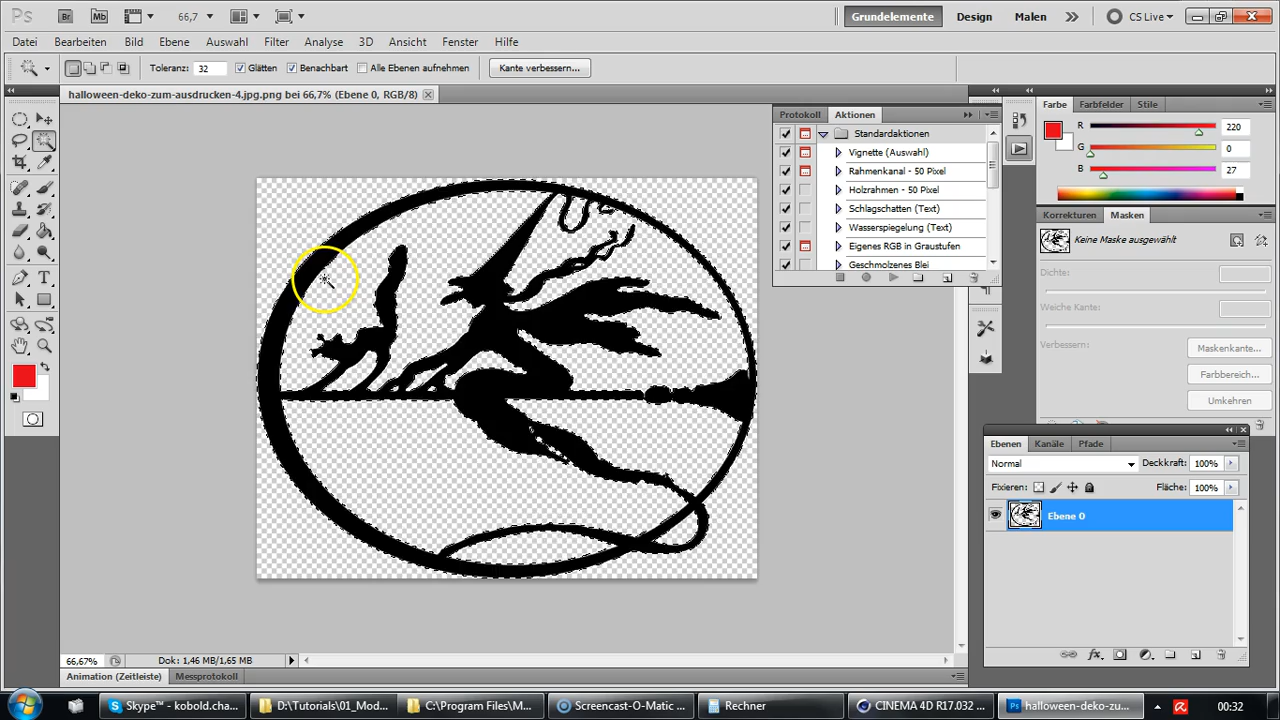 Ps
Br
Mb
66,7
Grundelemente
Design
Malen
CS Live
Datei
Bearbeiten
Bild
Ebene
Auswahl
Filter
Analyse
3D
Ansicht
Fenster
Hilfe
Toleranz: 32
Glätten
Benachbart
Alle Ebenen aufnehmen
Kante verbessern...
halloween-deko-zum-ausdrucken-4.jpg.png bei 66,7% (Ebene 0, RGB/8)
Protokoll
Aktionen
Standardaktionen
Vignette (Auswahl)
Rahmenkanal - 50 Pixel
Holzrahmen - 50 Pixel
Schlagschatten (Text)
Wasserspiegelung (Text)
Eigenes RGB in Graustufen
Geschmolzenes Blei
Farbe
Farbfelder
Stile
R 220
G 0
B 27
Korrekturen
Masken
Keine Maske ausgewählt
Dichte:
Weiche Kante:
Verbessern:
Maskenkante...
Farbbereich...
Umkehren
Ebenen
Kanäle
Pfade
Normal
Deckkraft: 100%
Fixieren:
Fläche: 100%
Ebene 0
66,67%
Dok: 1,46 MB/1,65 MB
Animation (Zeitleiste)
Messprotokoll
Skype™ - kobold.cha...
D:\Tutorials\01_Mod...
C:\Program Files\M...
Screencast-O-Matic ...
Rechner
CINEMA 4D R17.032 ...
halloween-deko-zu...
00:32